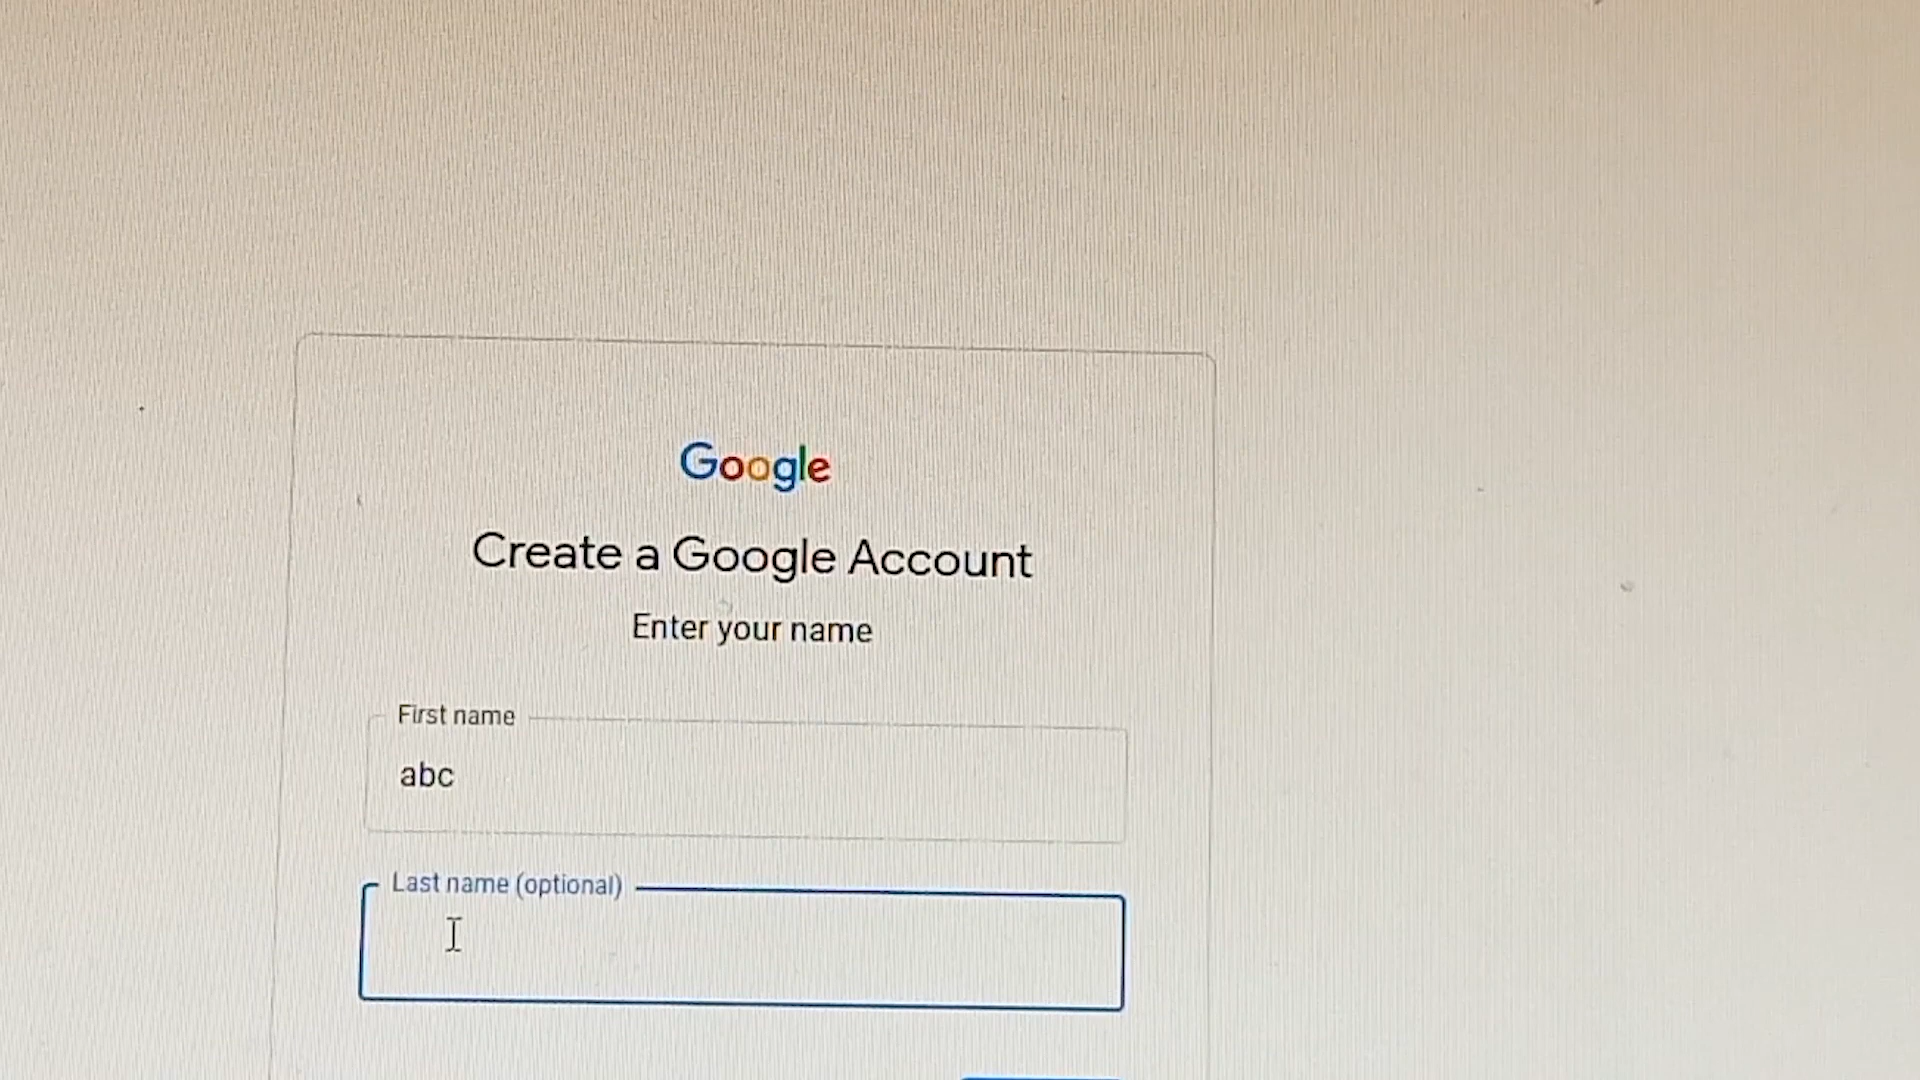 Google
Create a Google Account
Enter your name
First name
abc
Last name (optional)